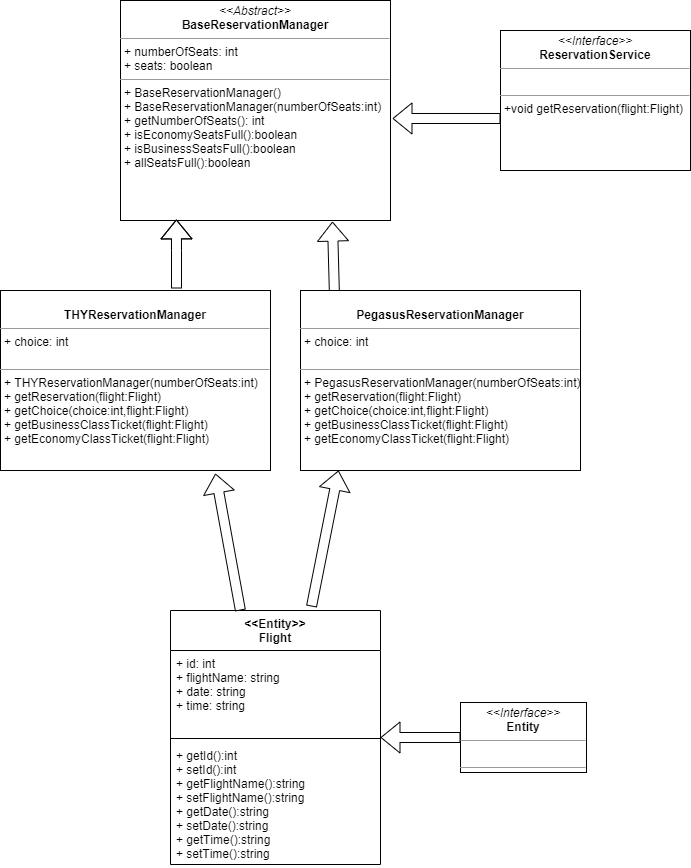 <<Abstract>>
BaseReservationManager
+ numberOfSeats: int
+ seats: boolean
+ BaseReservationManager()
+ BaseReservationManager(numberOfSeats:int)
+ getNumberOfSeats(): int
+ isEconomySeatsFull():boolean
+ isBusinessSeatsFull():boolean
+ allSeatsFull():boolean
<<Interface>>
ReservationService
+void getReservation(flight:Flight)
THYReservationManager
+ choice: int
+ THYReservationManager(numberOfSeats:int)
+ getReservation(flight:Flight)
+ getChoice(choice:int,flight:Flight)
+ getBusinessClassTicket(flight:Flight)
+ getEconomyClassTicket(flight:Flight)
PegasusReservationManager
+ choice: int
+ PegasusReservationManager(numberOfSeats:int)
+ getReservation(flight:Flight)
+ getChoice(choice:int,flight:Flight)
+ getBusinessClassTicket(flight:Flight)
+ getEconomyClassTicket(flight:Flight)
<<Entity>>
Flight
+ id: int
+ flightName: string
+ date: string
+ time: string
+ getId():int
+ setId():int
+ getFlightName():string
+ setFlightName():string
+ getDate():string
+ setDate():string
+ getTime():string
+ setTime():string
<<Interface>>
Entity